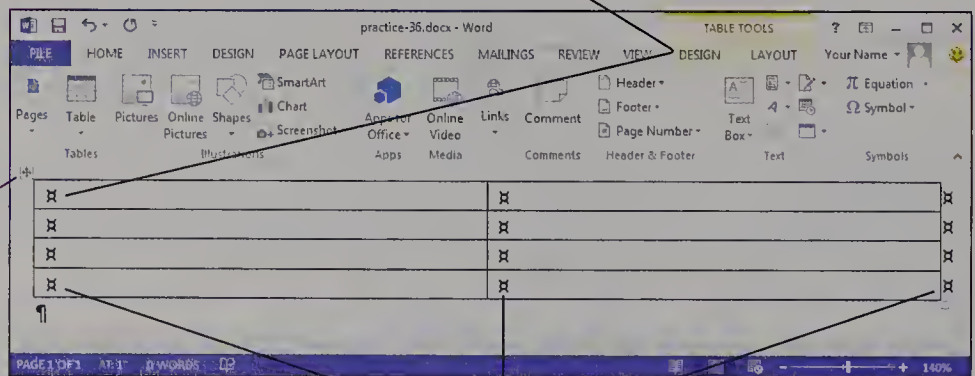 practice-36.docx - Word TABLE TOOLS ?
FILE HOME INSERT DESIGN PAGE LAYOUT REFERENCES MAILINGS REVIEW VIEW DESIGN LAYOUT Your Name
Pages Table Pictures Online Pictures Shapes SmartArt Chart Screenshot Apps for Office Online Video Links Comment Header Footer Page Number A Text Box A π Equation Ω Symbol
Tables Illustrations Apps Media Comments Header & Footer Text Symbols
¤ ¤ ¤
¤ ¤ ¤
¤ ¤ ¤
¤ ¤ ¤
¶
PAGE 1 OF 1 AT: 1" 0 WORDS 140%